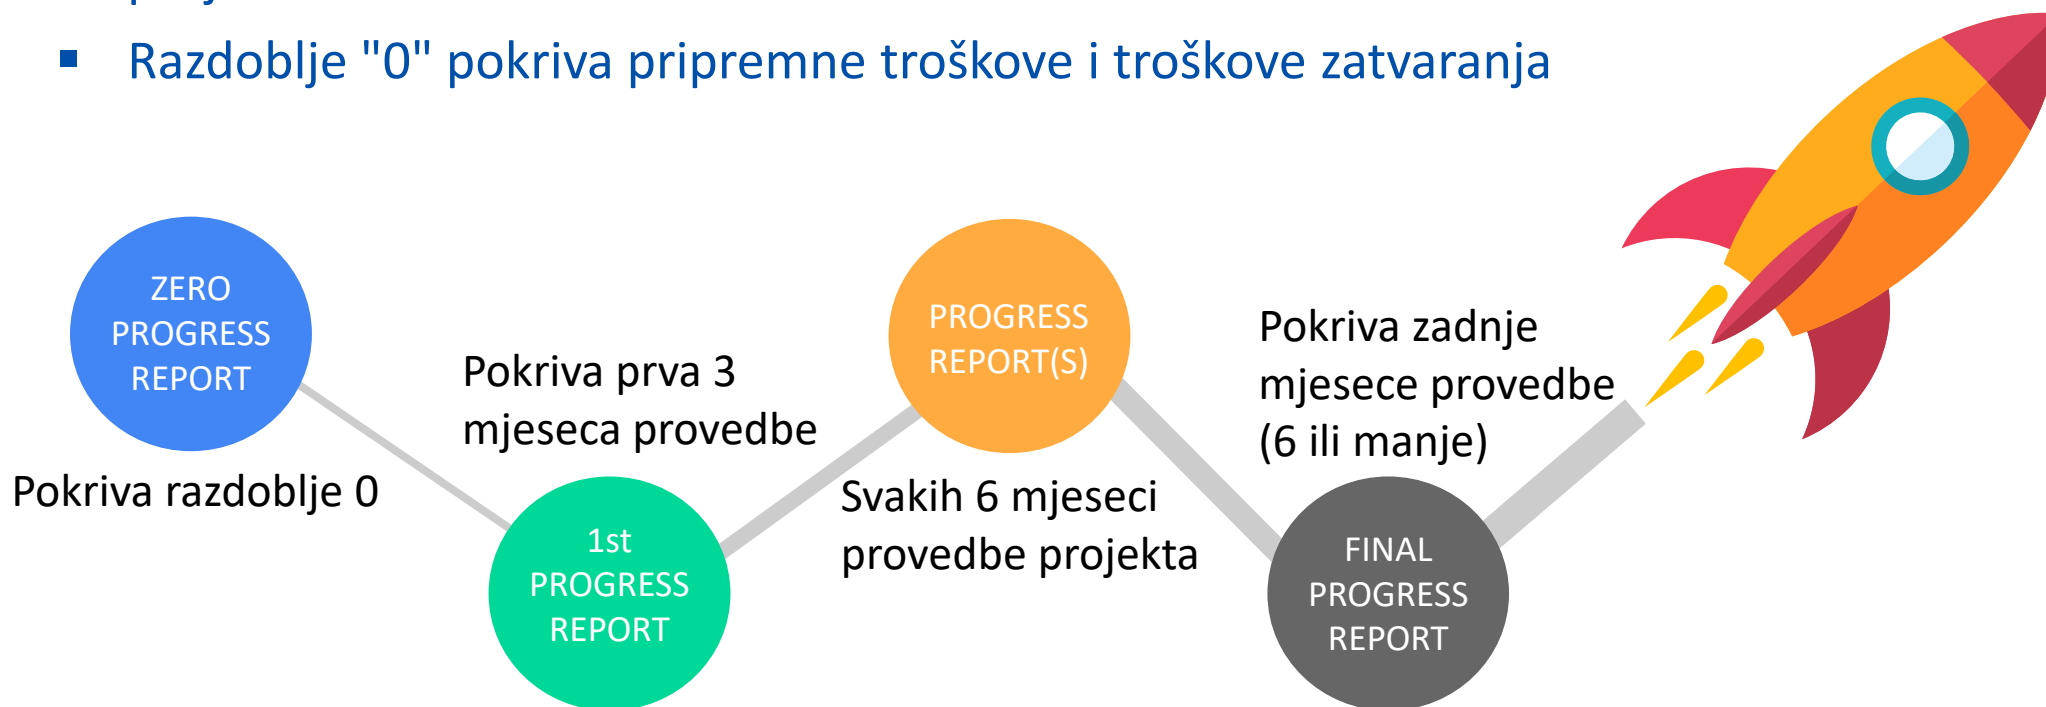 ▪ Razdoblje "0" pokriva pripremne troškove i troškove zatvaranja
ZERO
PROGRESS
REPORT
Pokriva razdoblje 0
Pokriva prva 3
mjeseca provedbe
1st
PROGRESS
REPORT
PROGRESS
REPORT(S)
Svakih 6 mjeseci
provedbe projekta
Pokriva zadnje
mjesece provedbe
(6 ili manje)
FINAL
PROGRESS
REPORT